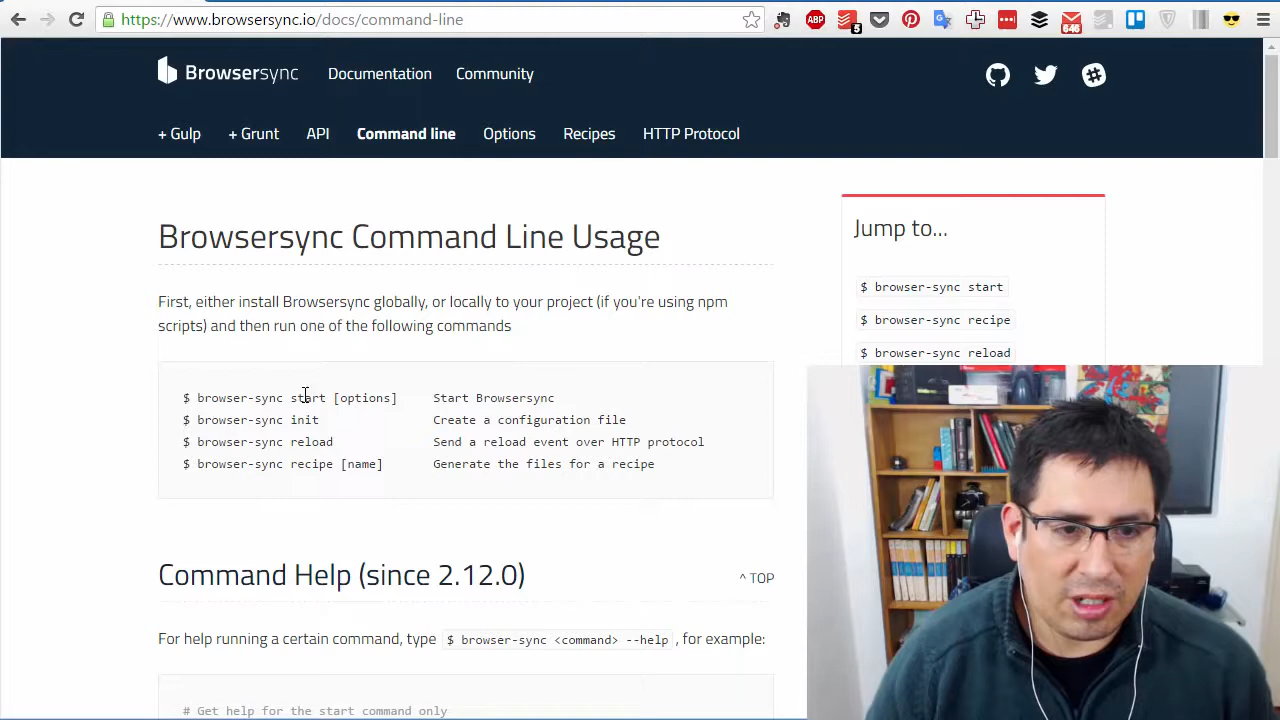 https://www.browsersync.io/docs/command-line
ABP
5
646
Browsersync
Documentation
Community
+ Gulp
+ Grunt
API
Command line
Options
Recipes
HTTP Protocol
Browsersync Command Line Usage
First, either install Browsersync globally, or locally to your project (if you're using npm
scripts) and then run one of the following commands
$ browser-sync start [options] Start Browsersync
$ browser-sync init Create a configuration file
$ browser-sync reload Send a reload event over HTTP protocol
$ browser-sync recipe [name] Generate the files for a recipe
Command Help (since 2.12.0)
^ TOP
For help running a certain command, type $ browser-sync <command> --help , for example:
# Get help for the start command only
Jump to...
$ browser-sync start
$ browser-sync recipe
$ browser-sync reload